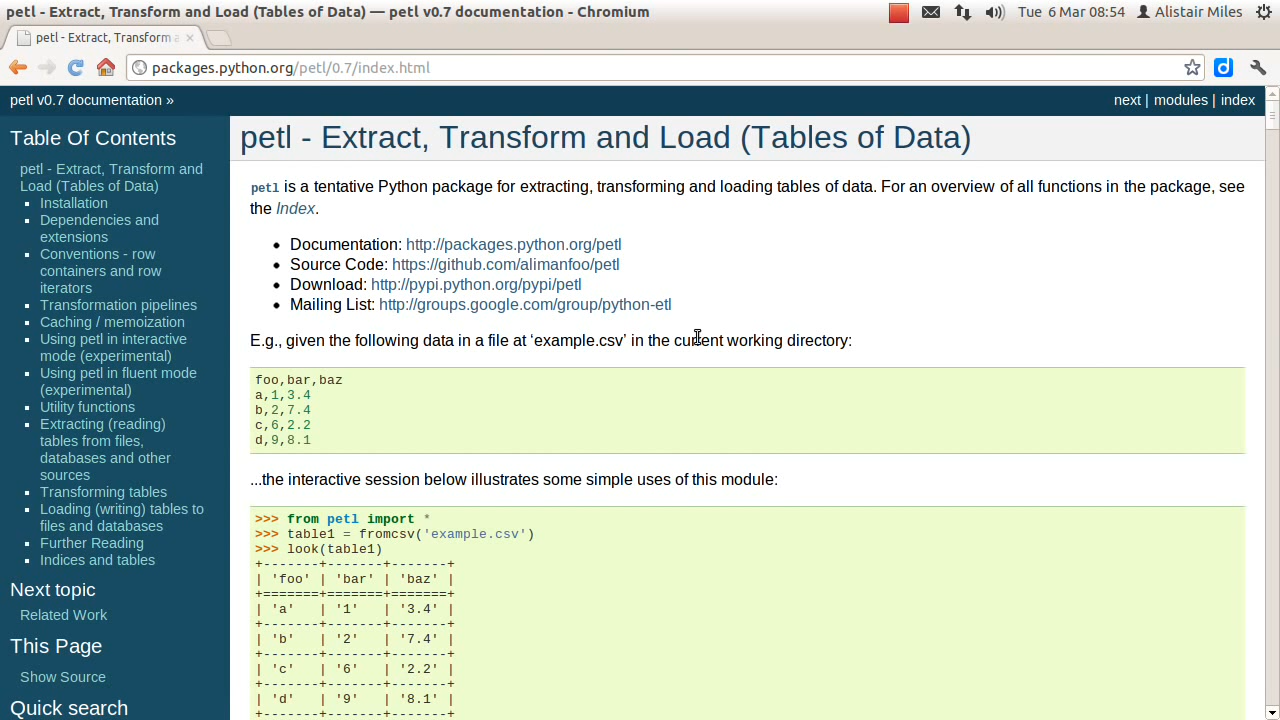 petl - Extract, Transform and Load (Tables of Data) — petl v0.7 documentation - Chromium
Tue 6 Mar 08:54 Alistair Miles
petl - Extract, Transform a
packages.python.org/petl/0.7/index.html
petl v0.7 documentation »
next | modules | index
Table Of Contents
petl - Extract, Transform and
Load (Tables of Data)
Installation
Dependencies and
extensions
Conventions - row
containers and row
iterators
Transformation pipelines
Caching / memoization
Using petl in interactive
mode (experimental)
Using petl in fluent mode
(experimental)
Utility functions
Extracting (reading)
tables from files,
databases and other
sources
Transforming tables
Loading (writing) tables to
files and databases
Further Reading
Indices and tables
Next topic
Related Work
This Page
Show Source
Quick search
petl - Extract, Transform and Load (Tables of Data)
petl is a tentative Python package for extracting, transforming and loading tables of data. For an overview of all functions in the package, see
the Index.
Documentation: http://packages.python.org/petl
Source Code: https://github.com/alimanfoo/petl
Download: http://pypi.python.org/pypi/petl
Mailing List: http://groups.google.com/group/python-etl
E.g., given the following data in a file at ‘example.csv’ in the current working directory:
foo,bar,baz
a,1,3.4
b,2,7.4
c,6,2.2
d,9,8.1
...the interactive session below illustrates some simple uses of this module:
>>> from petl import *
>>> table1 = fromcsv('example.csv')
>>> look(table1)
+-------+-------+-------+
| 'foo' | 'bar' | 'baz' |
+=======+=======+=======+
| 'a'   | '1'   | '3.4' |
+-------+-------+-------+
| 'b'   | '2'   | '7.4' |
+-------+-------+-------+
| 'c'   | '6'   | '2.2' |
+-------+-------+-------+
| 'd'   | '9'   | '8.1' |
+-------+-------+-------+